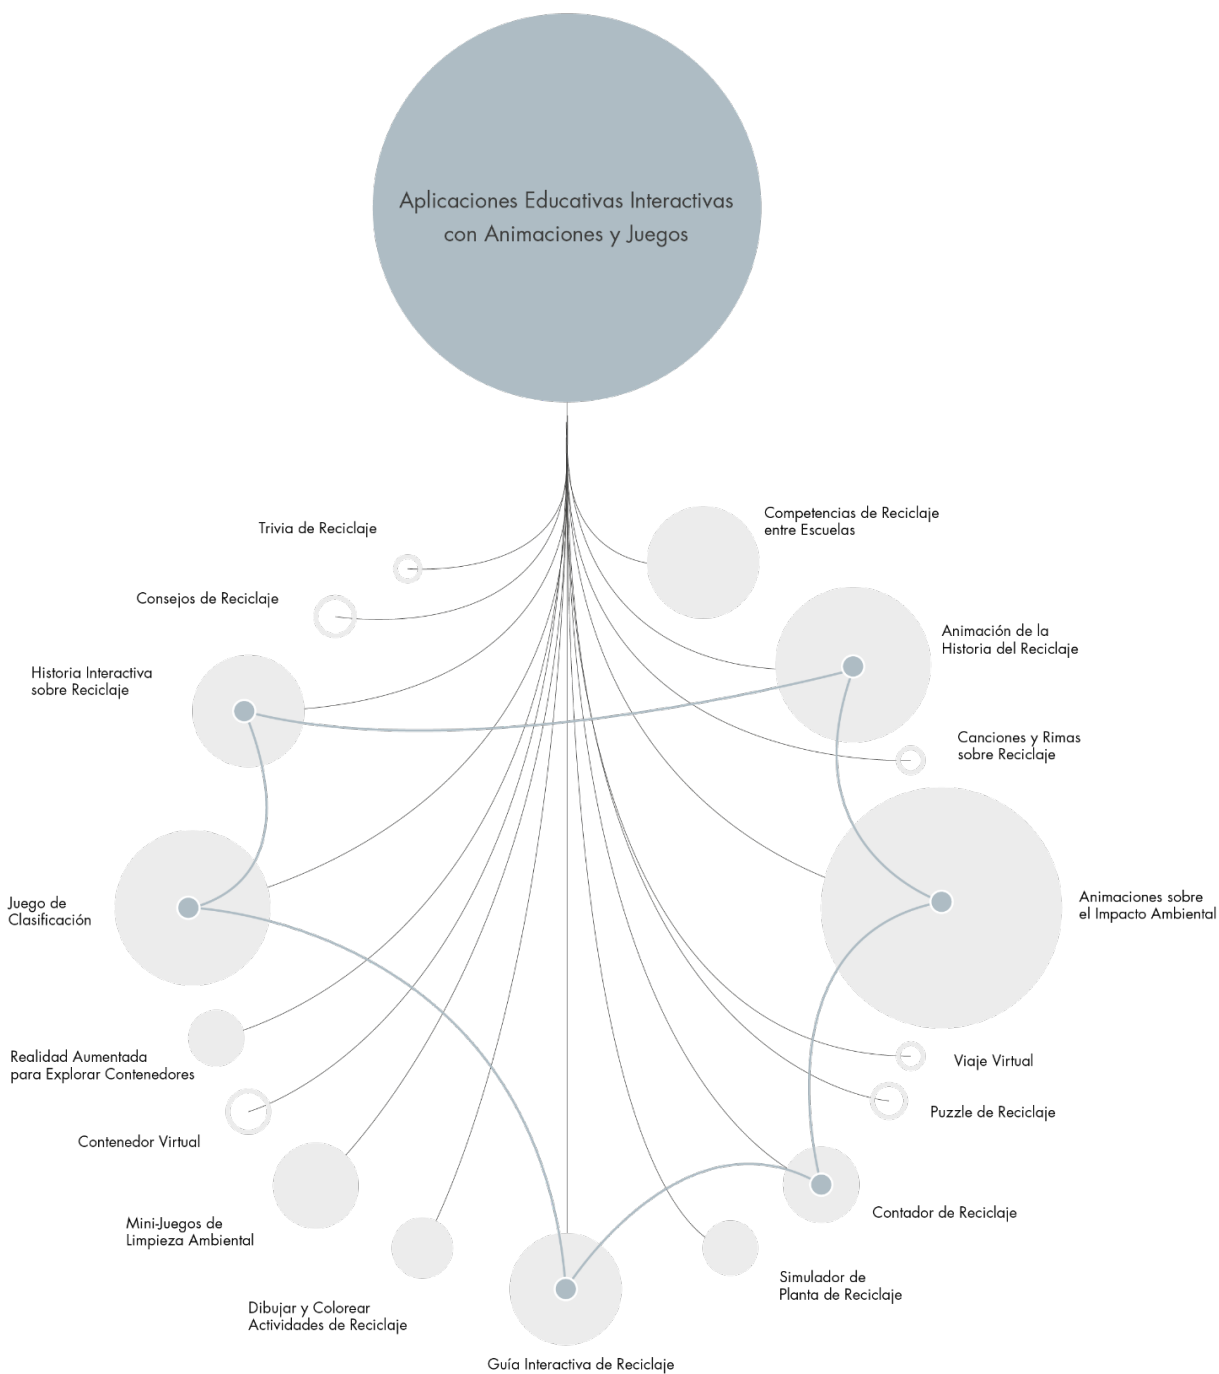 Aplicaciones Educativas Interactivas
con Animaciones y Juegos
Competencias de Reciclaje
entre Escuelas
Trivia de Reciclaje
Consejos de Reciclaje
Animación de la
Historia del Reciclaje
Historia Interactiva
sobre Reciclaje
Canciones y Rimas
sobre Reciclaje
Juego de
Clasificación
Animaciones sobre
el Impacto Ambiental
Realidad Aumentada
para Explorar Contenedores
Viaje Virtual
Puzzle de Reciclaje
Contenedor Virtual
Contador de Reciclaje
Mini-Juegos de
Limpieza Ambiental
Simulador de
Planta de Reciclaje
Dibujar y Colorear
Actividades de Reciclaje
Guía Interactiva de Reciclaje